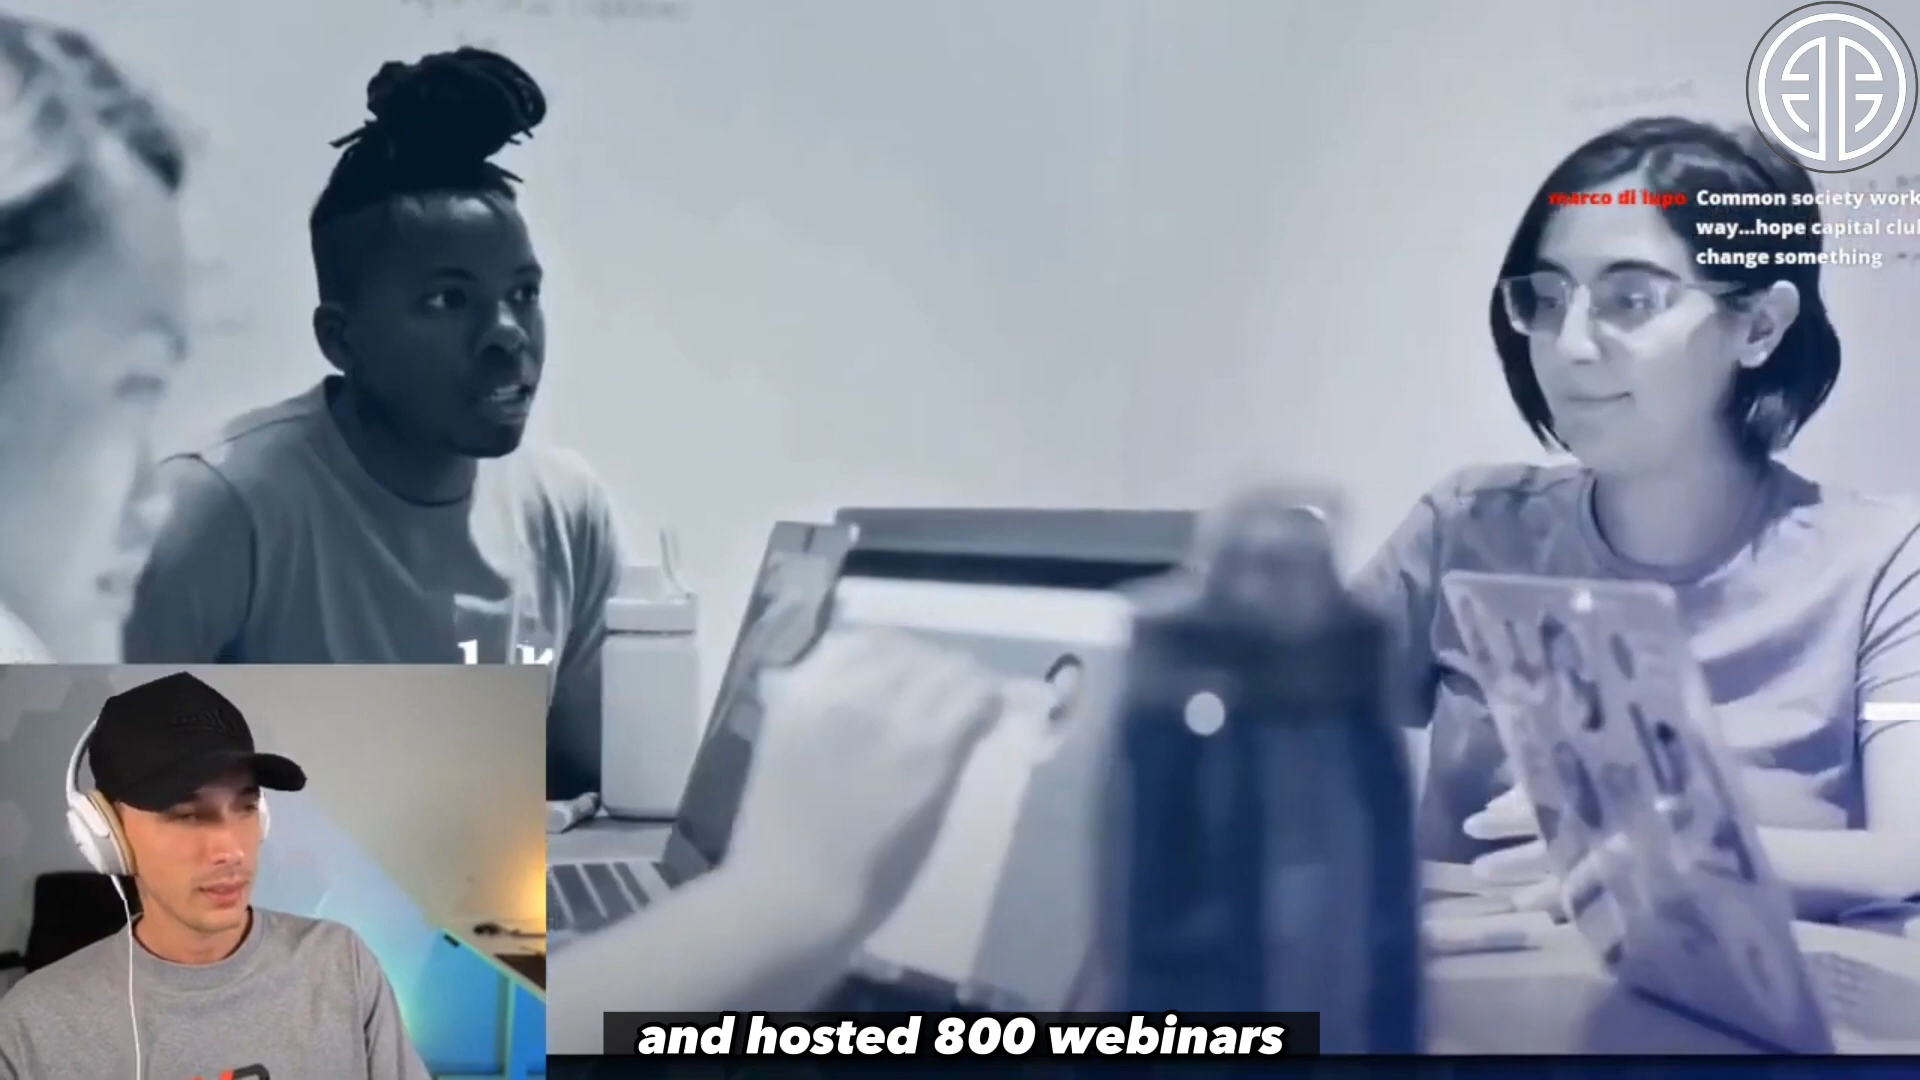 marco di lupo Common society work
way...hope capital clu
change something
and hosted 800 webinars